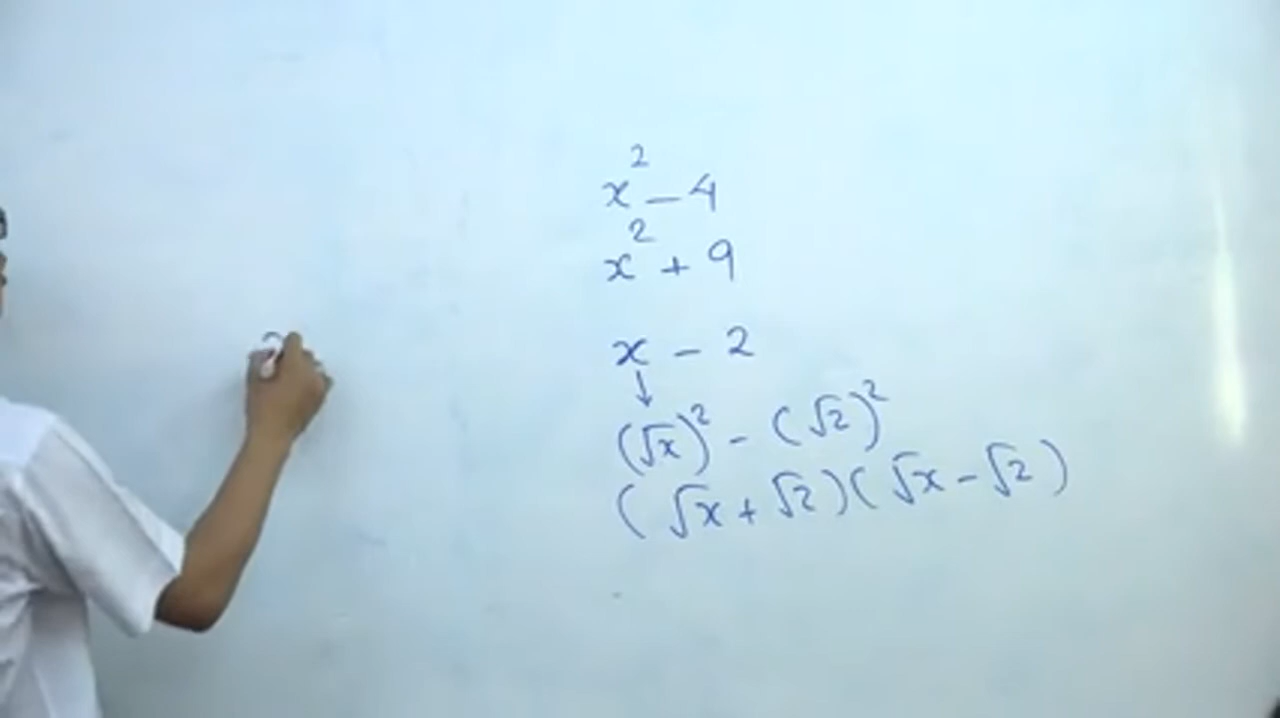 x² - 4
x² + 9
x - 2
↓
(√x)² - (√2)²
(√x + √2)(√x - √2)